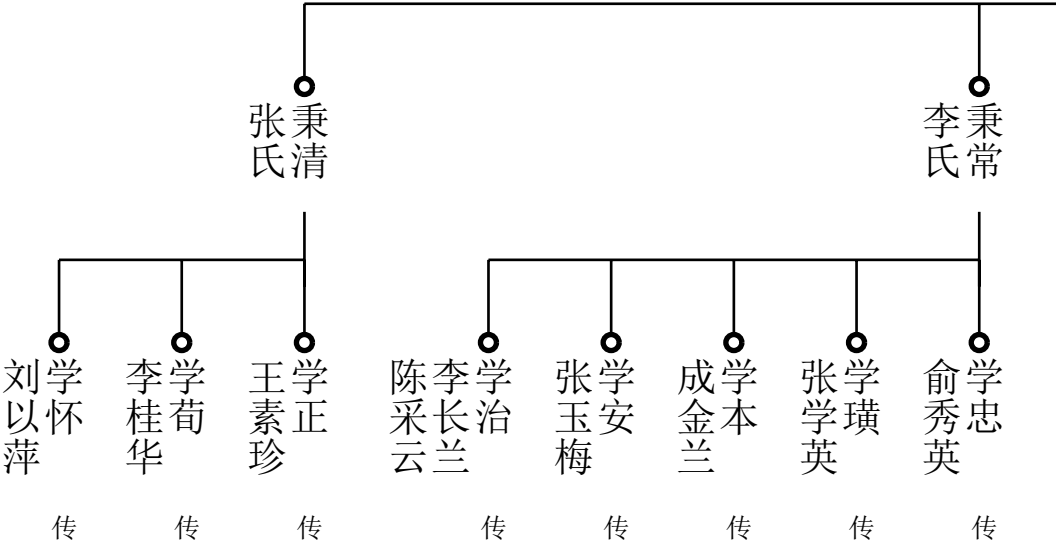 秉常
李氏
秉清
张氏
学忠
俞秀英
学璜
张学英
学本
成金兰
学安
张玉梅
学治
李长兰
陈采云
学正
王素珍
学荀
李桂华
学怀
刘以萍
传
传
传
传
传
传
传
传